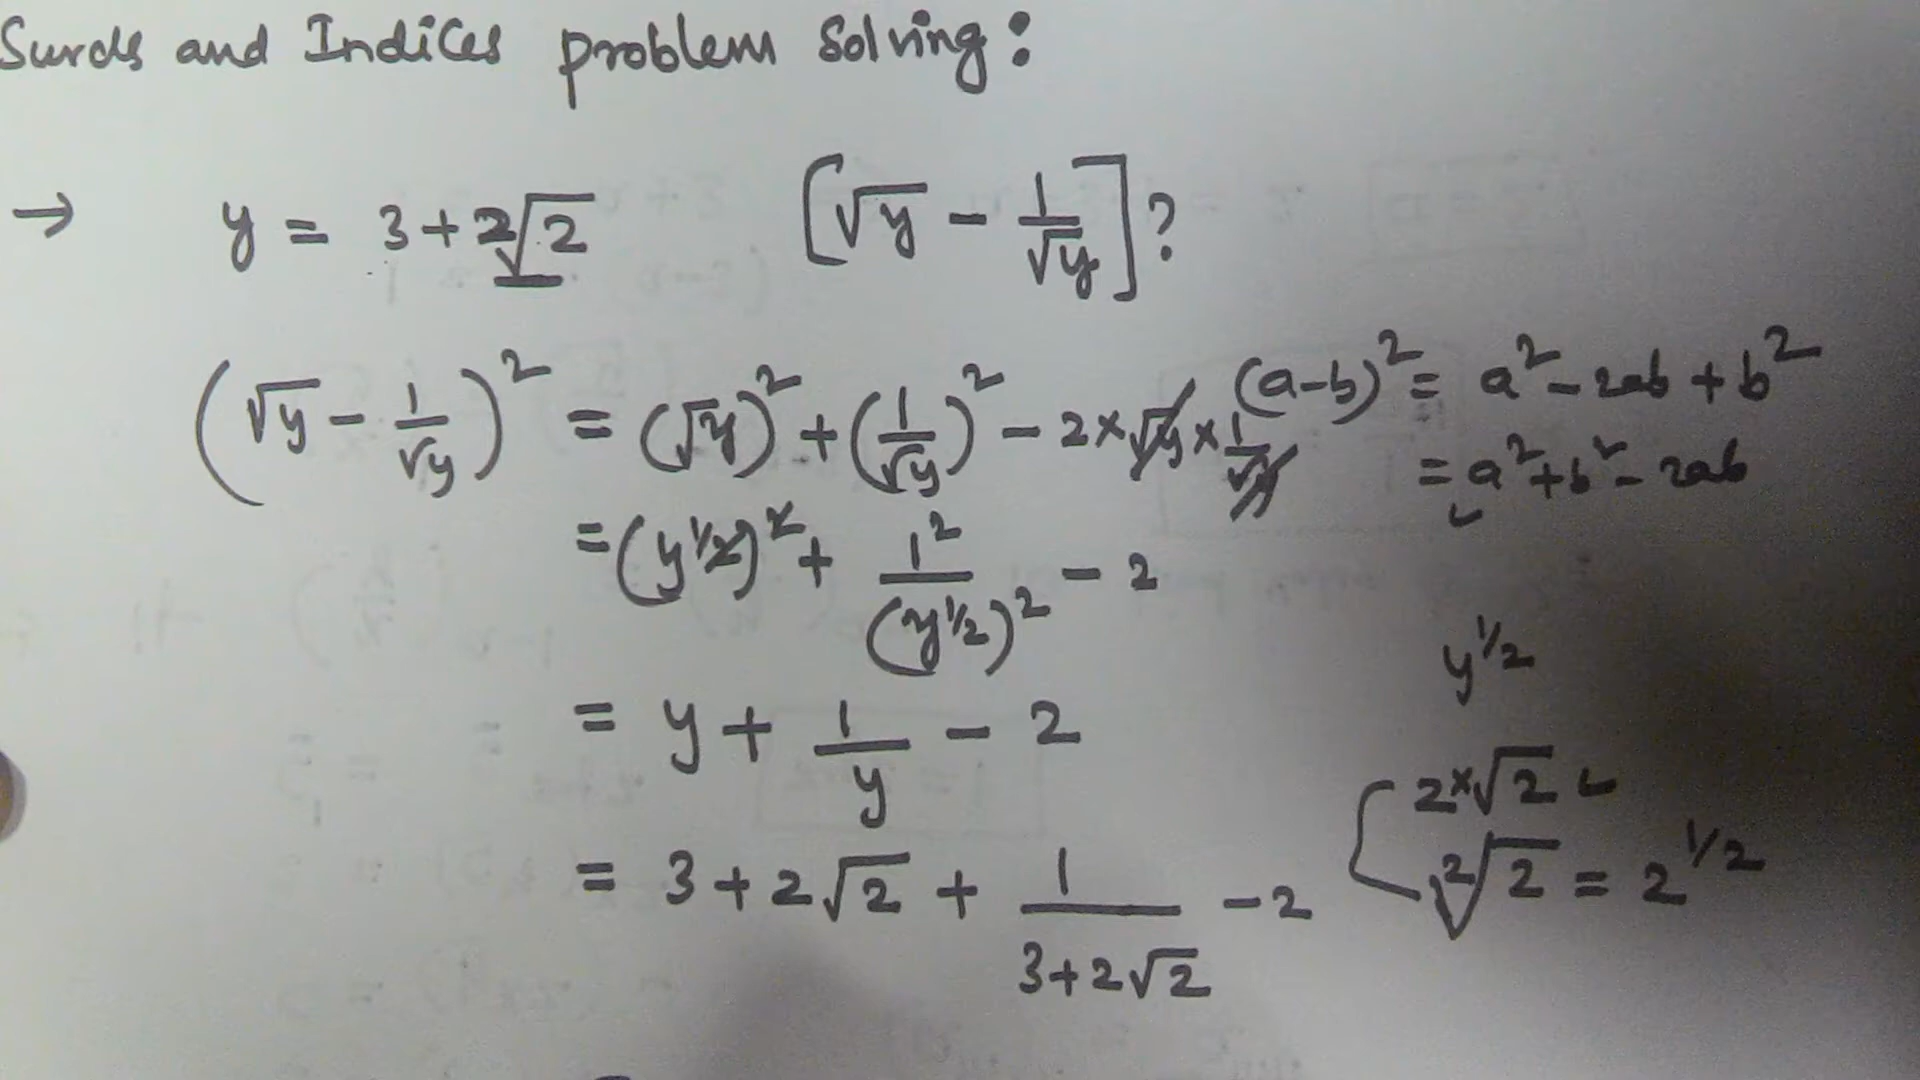 Surds and Indices problem solving:
→ y = 3+2√2 [√y - 1/√y]?
(√y - 1/√y)² = (√y)² + (1/√y)² - 2×√y×1/√y
(a-b)² = a² - 2ab + b²
= a²+b²- 2ab
= (y^1/2)² + 1²/(y^1/2)² - 2
y^1/2
= y + 1/y - 2
2×√2
= 3+2√2 + 1/(3+2√2) - 2
²√2 = 2^1/2